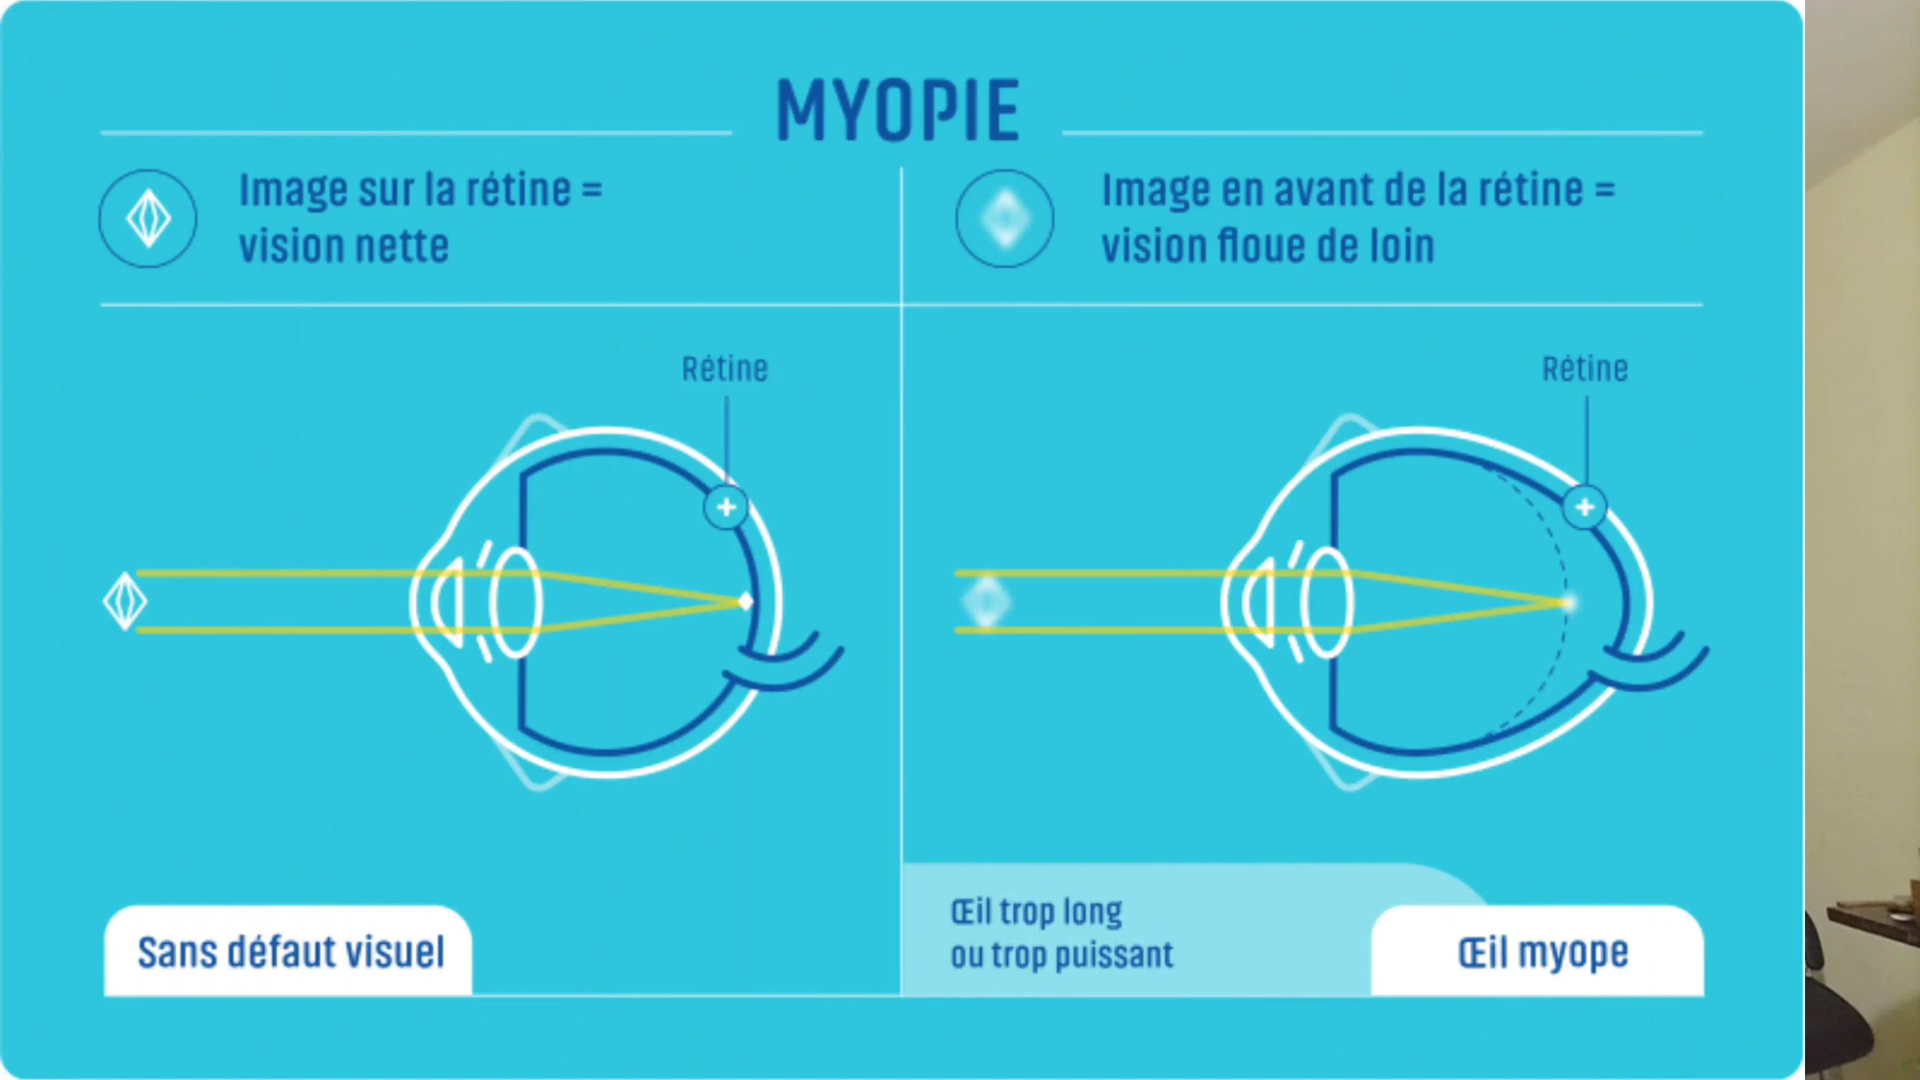 MYOPIE
Image sur la rétine =
vision nette
Image en avant de la rétine =
vision floue de loin
Rétine
Rétine
Sans défaut visuel
Œil trop long
ou trop puissant
Œil myope